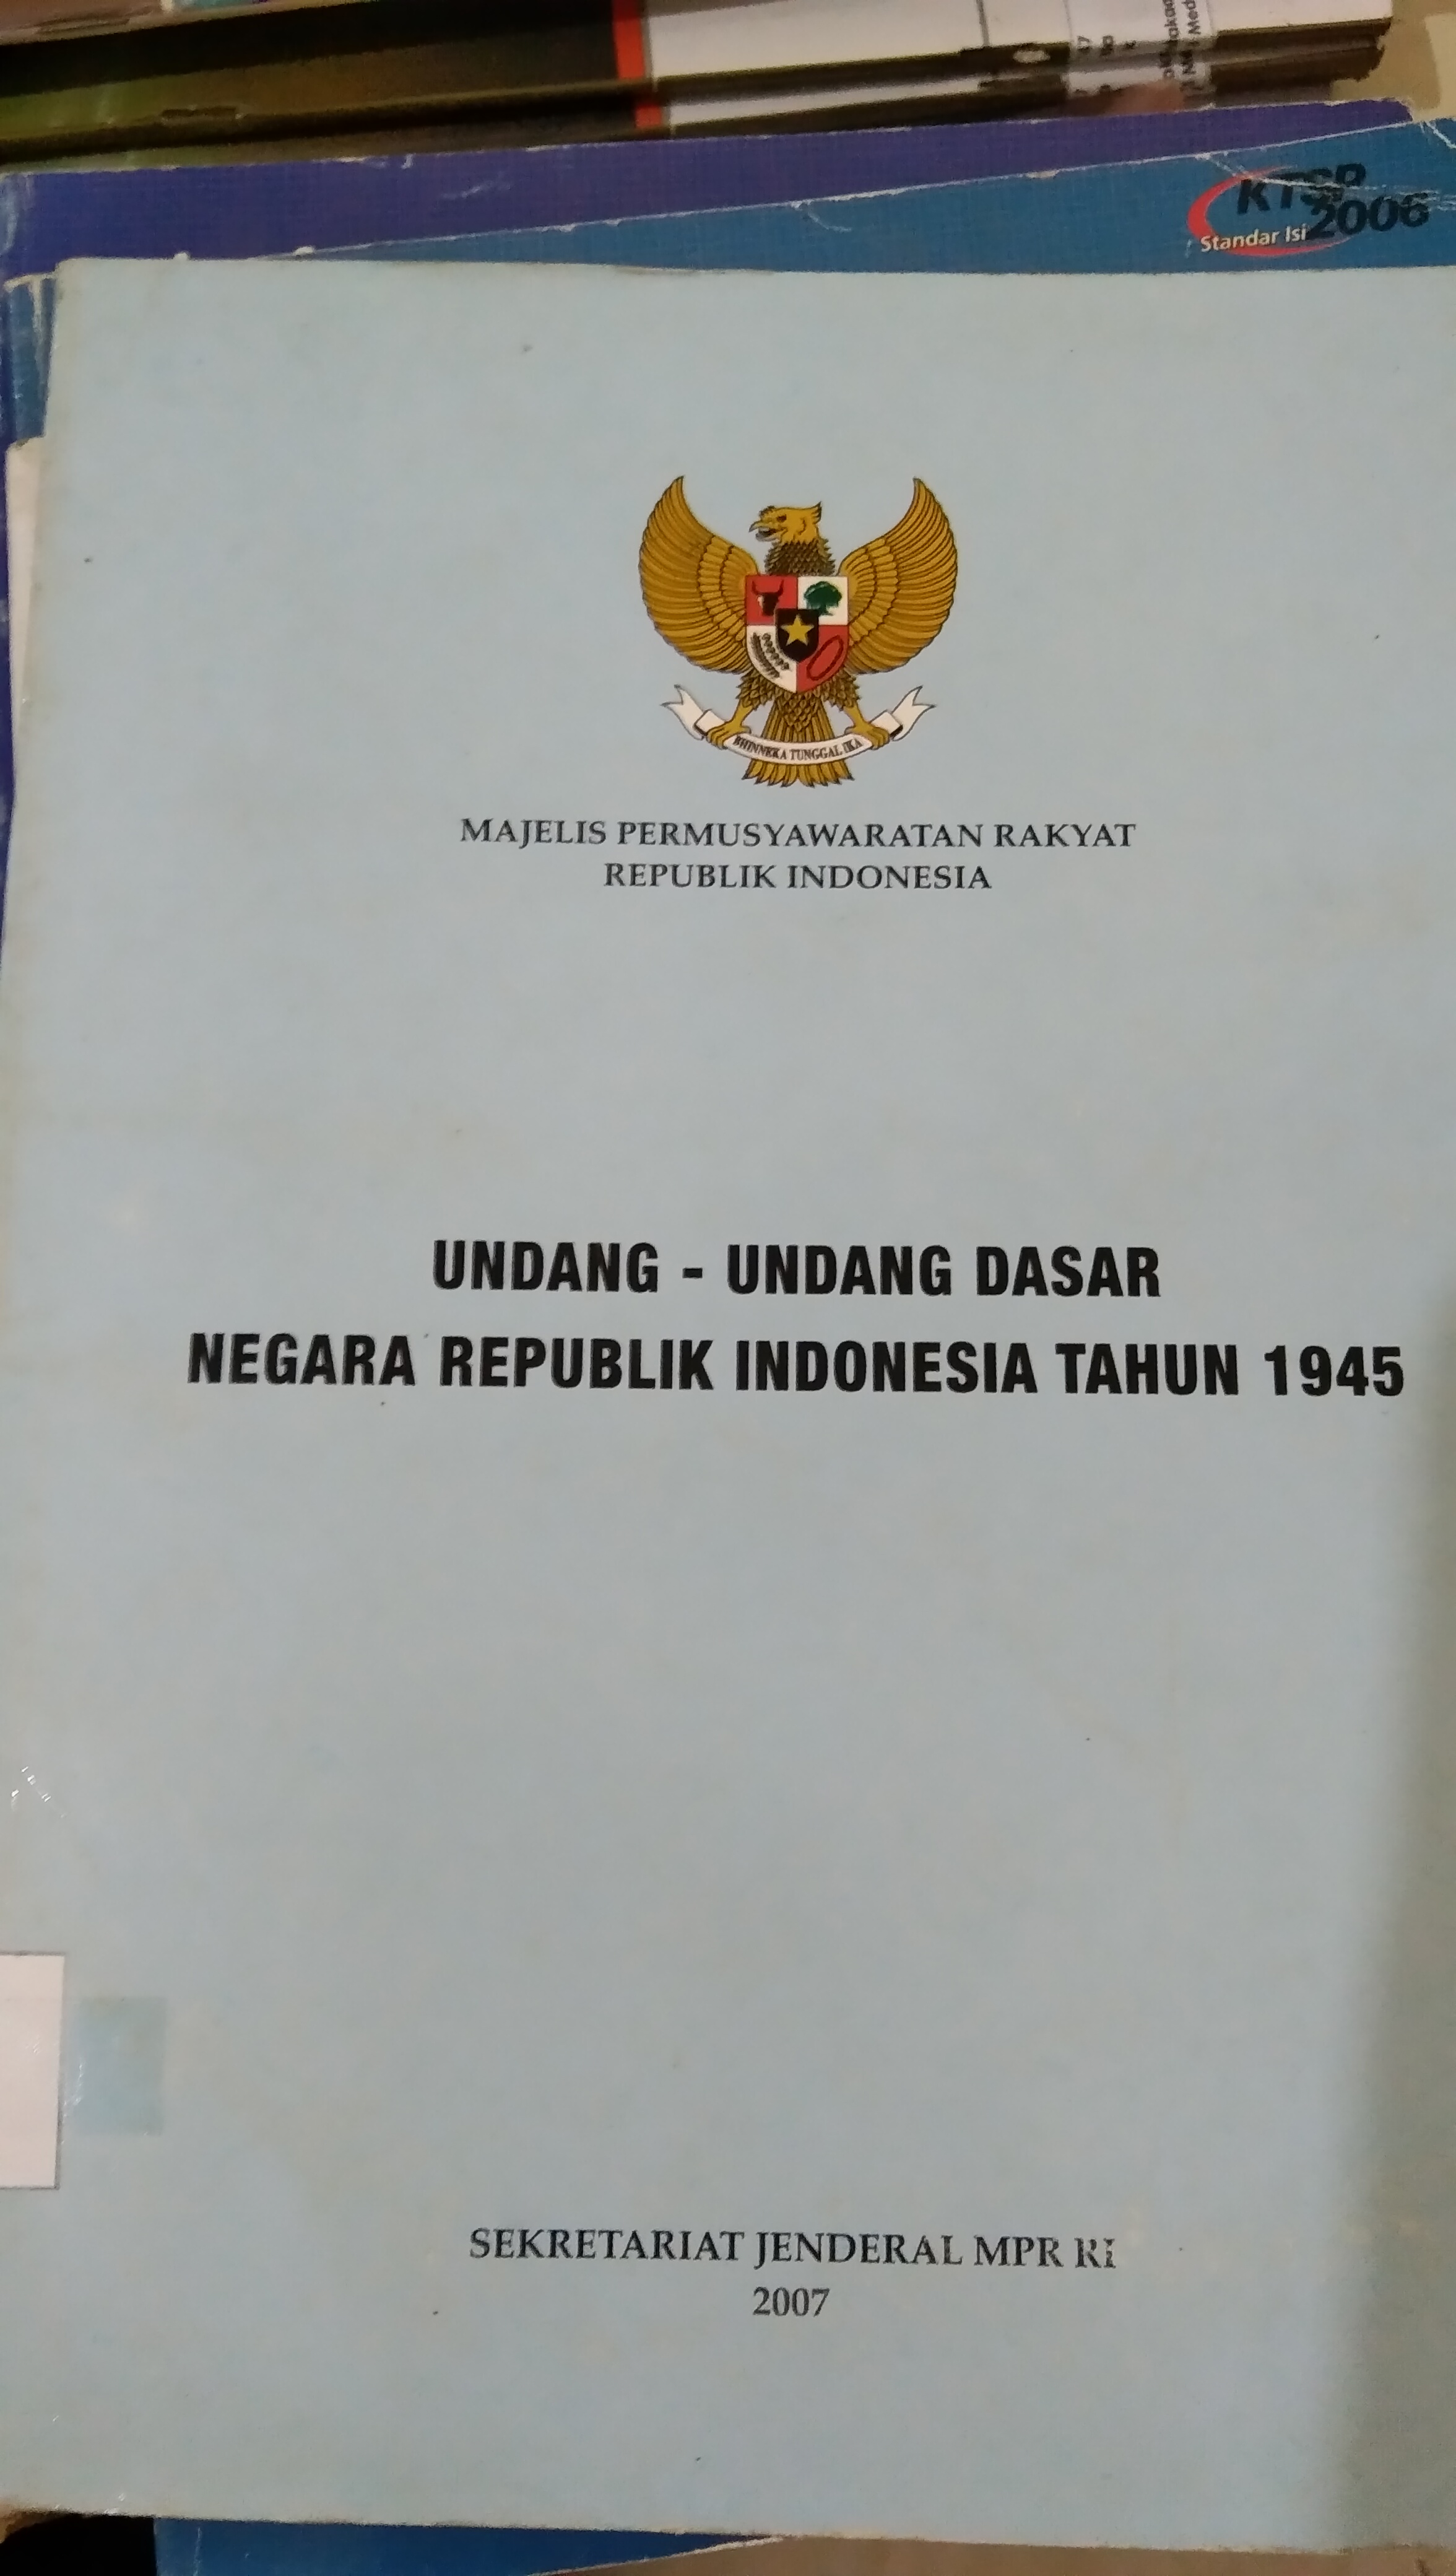 KTSP
2006
Standar Isi
BHINNEKA TUNGGAL IKA
MAJELIS PERMUSYAWARATAN RAKYAT
REPUBLIK INDONESIA
UNDANG - UNDANG DASAR
NEGARA REPUBLIK INDONESIA TAHUN 1945
SEKRETARIAT JENDERAL MPR RI
2007